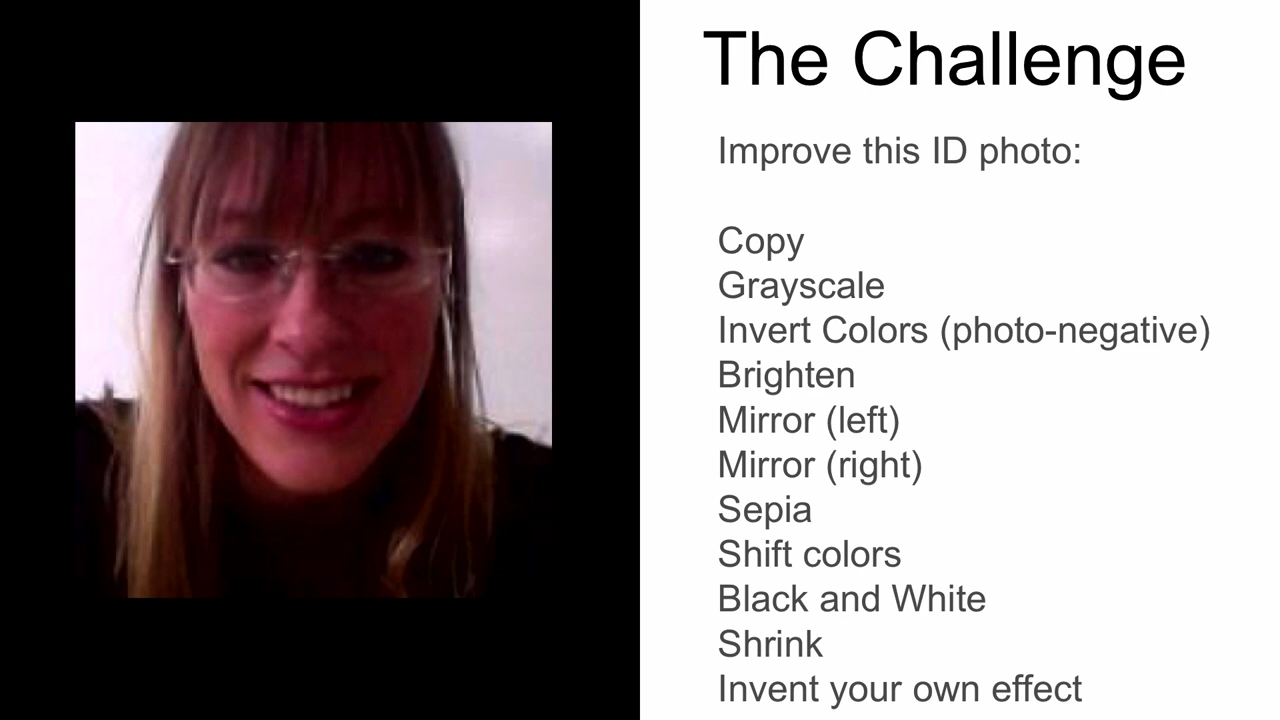 The Challenge
Improve this ID photo:
Copy
Grayscale
Invert Colors (photo-negative)
Brighten
Mirror (left)
Mirror (right)
Sepia
Shift colors
Black and White
Shrink
Invent your own effect